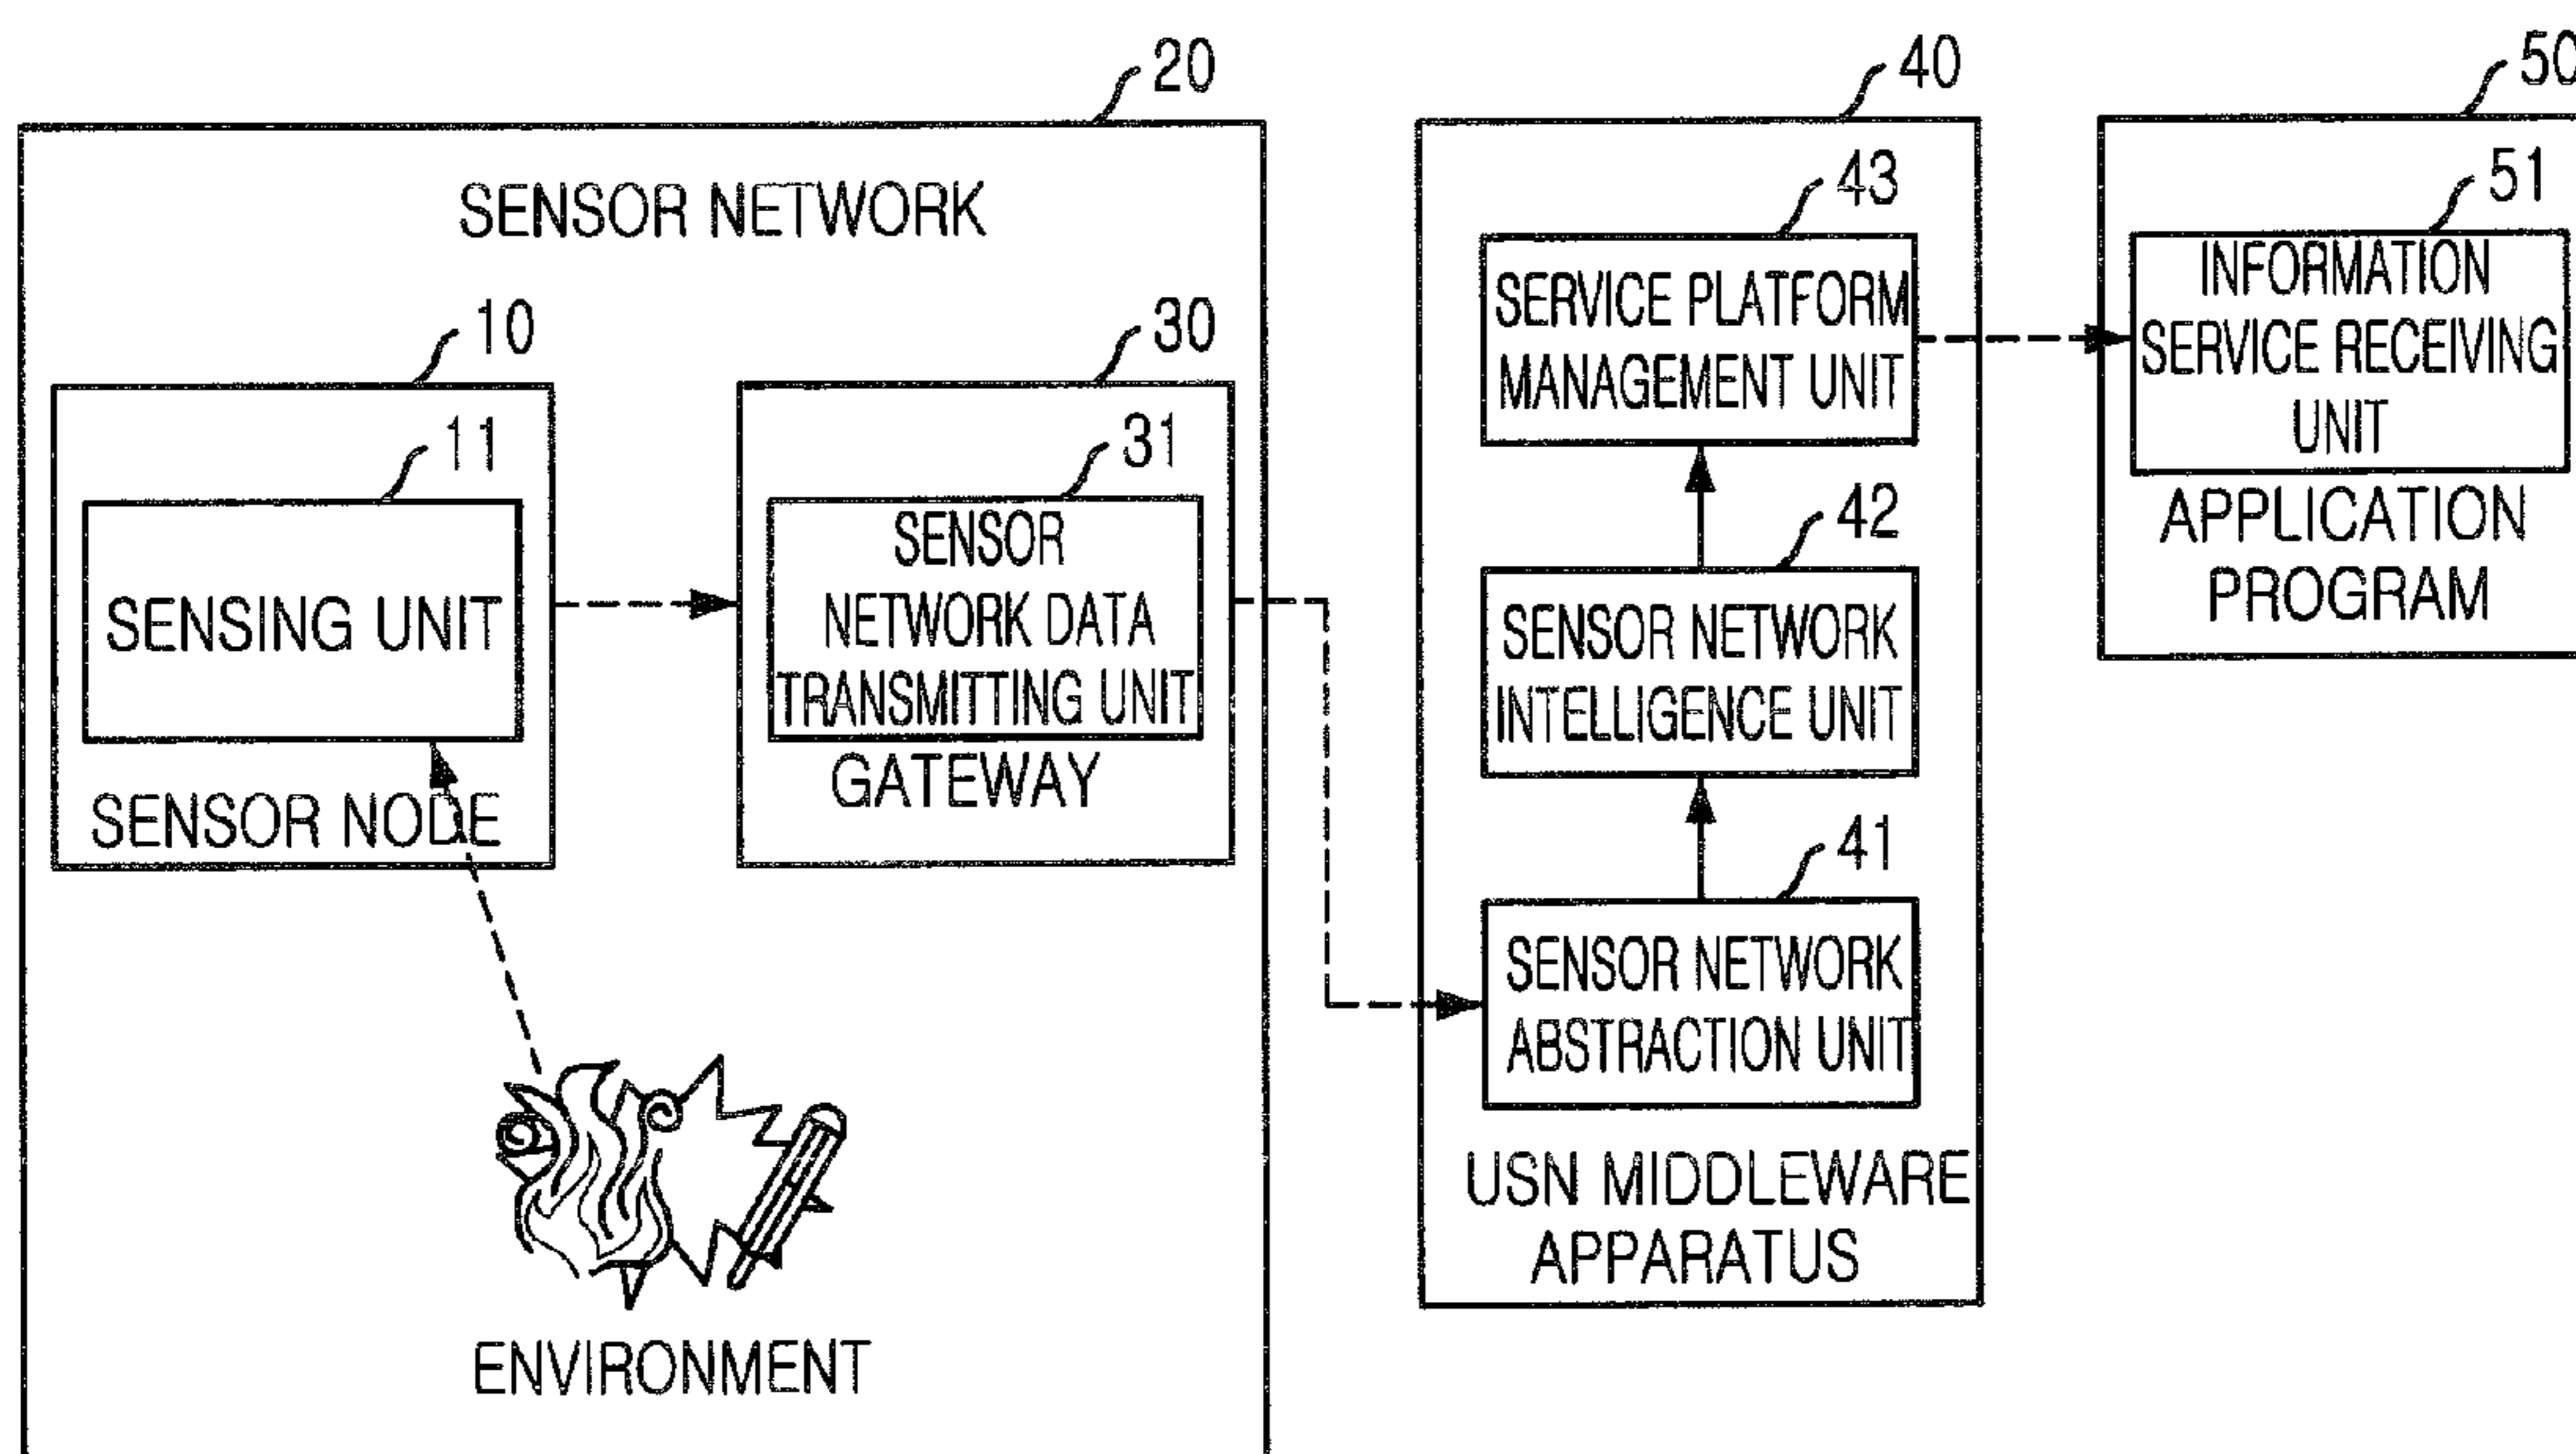 20
SENSOR NETWORK
10
11
SENSING UNIT
SENSOR NODE
30
31
SENSOR
NETWORK DATA
TRANSMITTING UNIT
GATEWAY
ENVIRONMENT
40
43
SERVICE PLATFORM
MANAGEMENT UNIT
42
SENSOR NETWORK
INTELLIGENCE UNIT
41
SENSOR NETWORK
ABSTRACTION UNIT
USN MIDDLEWARE
APPARATUS
50
51
INFORMATION
SERVICE RECEIVING
UNIT
APPLICATION
PROGRAM